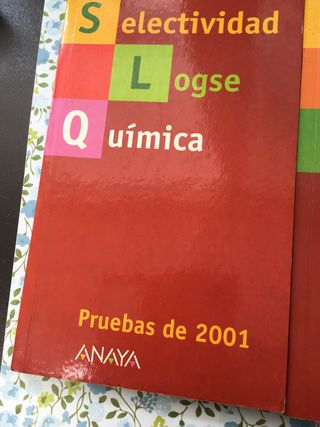 Selectividad
Logse
Química
Pruebas de 2001
ANAYA